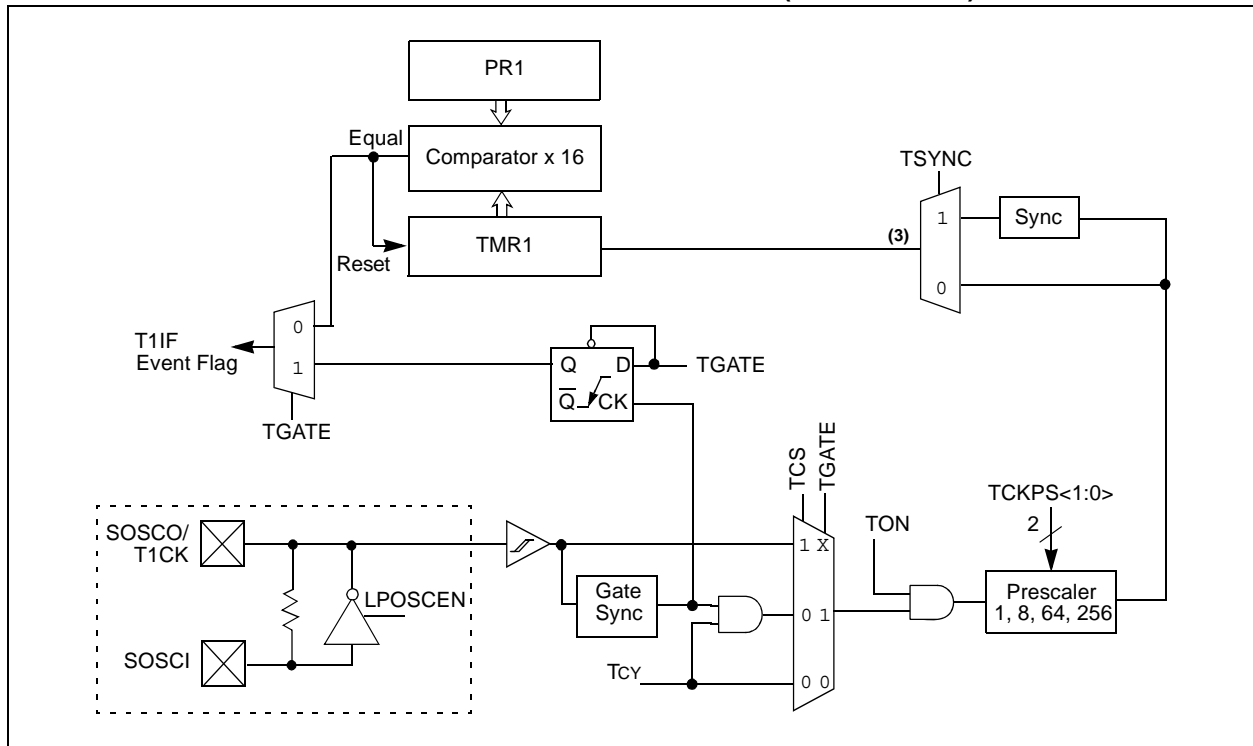 PR1
Equal
Comparator x 16
TSYNC
1
Sync
(3)
TMR1
Reset
0
0
T1IF
Event Flag
1
Q
D
TGATE
Q
CK
TGATE
TCS
TGATE
TCKPS<1:0>
SOSCO/
T1CK
TON
2
1 X
LPOSCEN
Gate
Sync
Prescaler
1, 8, 64, 256
0 1
SOSCI
TCY
0 0